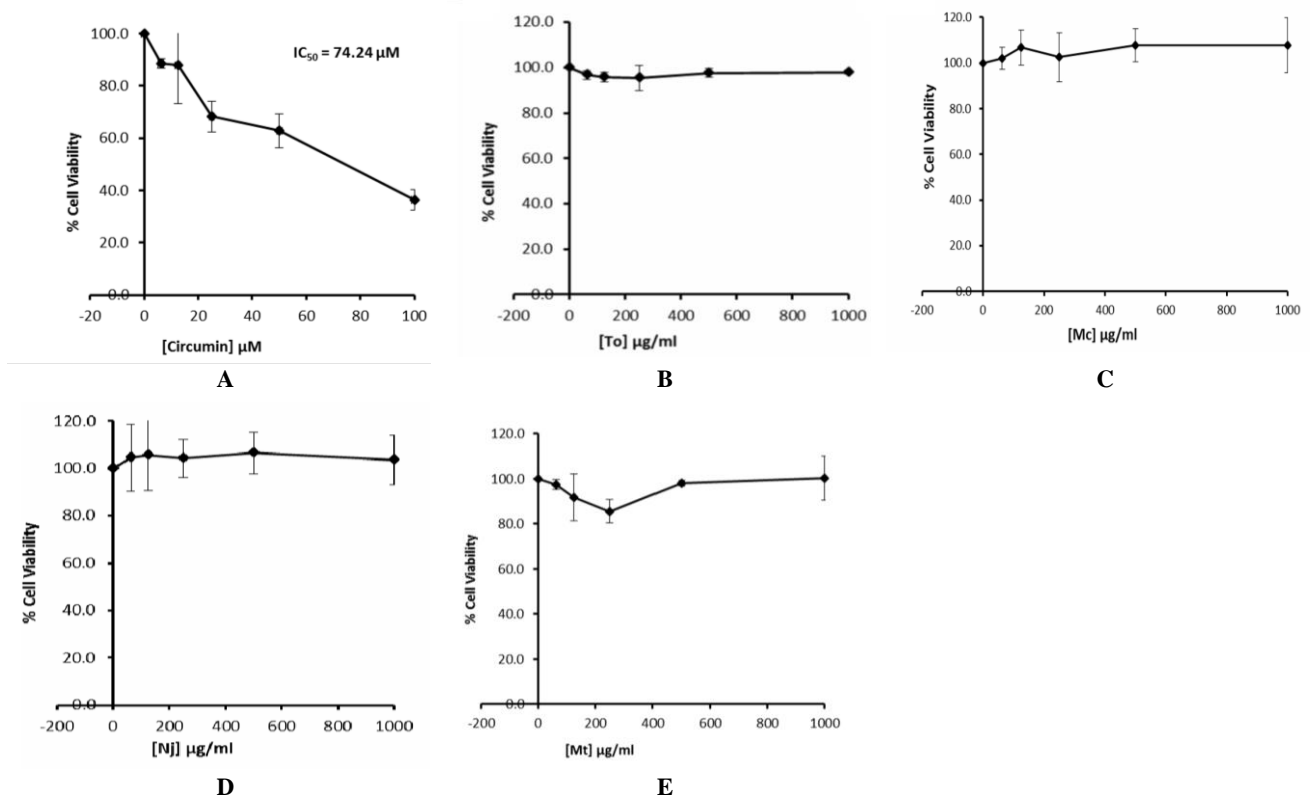 100.0
80.0
60.0
40.0
20.0
0.0
% Cell Viability
IC₅₀ = 74.24 µM
-20 0 20 40 60 80 100
[Circumin] µM
A
120.0
100.0
80.0
60.0
40.0
20.0
0.0
% Cell Viability
-200 0 200 400 600 800 1000
[To] µg/ml
B
120.0
100.0
80.0
60.0
40.0
20.0
0.0
% Cell Viability
-200 0 200 400 600 800 1000
[Mc] µg/ml
C
120.0
100.0
80.0
60.0
40.0
20.0
0.0
% Cell Viability
-200 0 200 400 600 800 1000
[Nj] µg/ml
D
120.0
100.0
80.0
60.0
40.0
20.0
0.0
% Cell Viability
-200 0 200 400 600 800 1000
[Mt] µg/ml
E